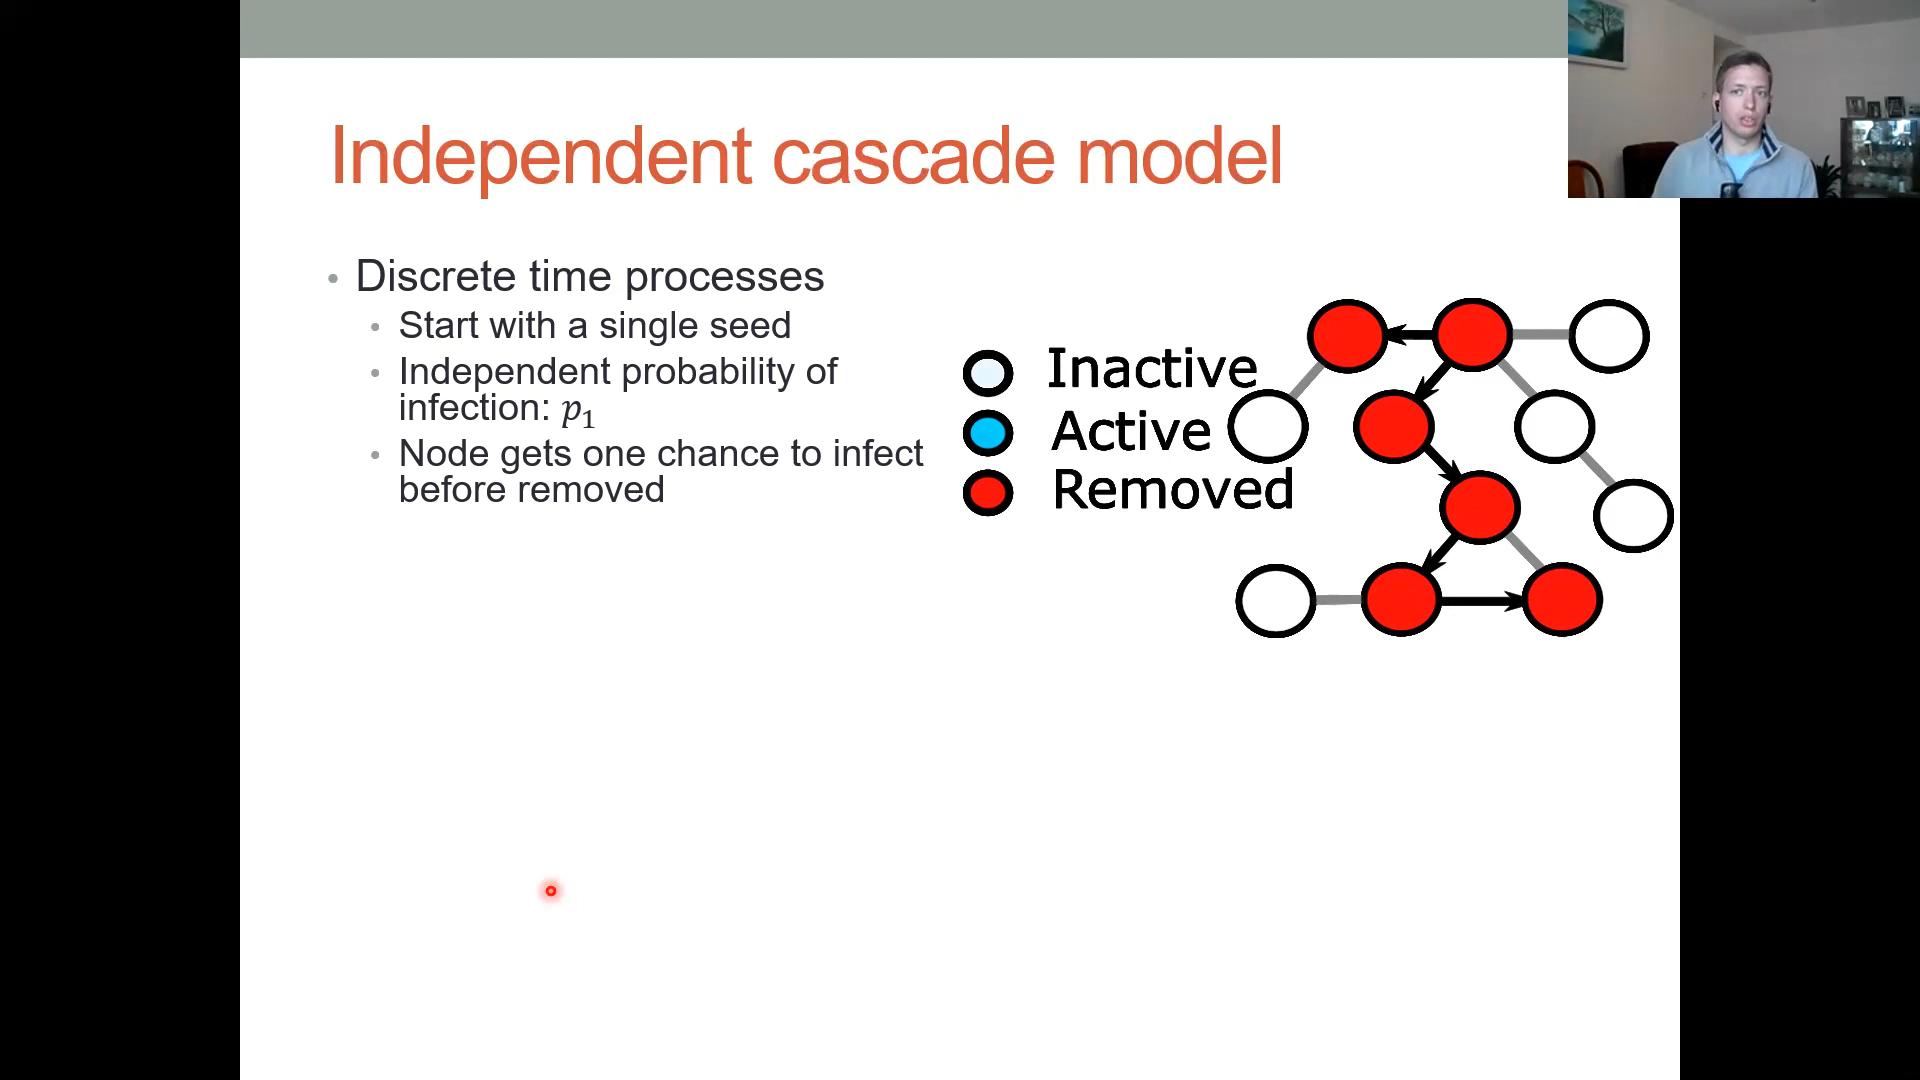 Independent cascade model
• Discrete time processes
• Start with a single seed
• Independent probability of
infection: p₁
• Node gets one chance to infect
before removed
Inactive
Active
Removed